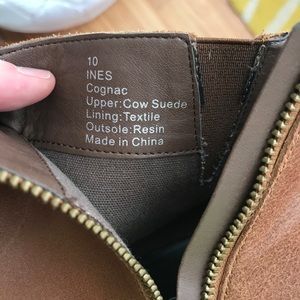 10
INES
Cognac
Upper:Cow Suede
Lining:Textile
Outsole:Resin
Made in China